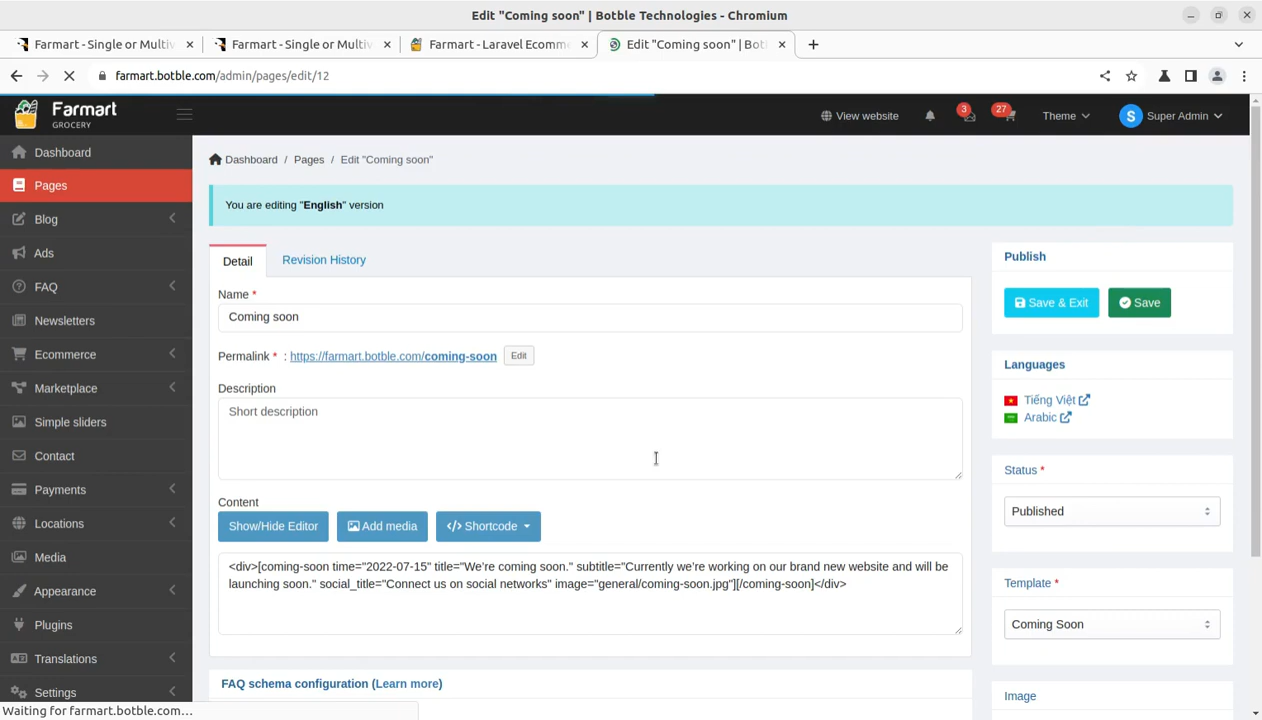 Edit "Coming soon" | Botble Technologies - Chromium
Farmart - Single or Multiv
Farmart - Single or Multiv
Farmart - Laravel Ecomme
Edit "Coming soon" | Botl
farmart.botble.com/admin/pages/edit/12
Farmart
GROCERY
View website
3
27
Theme
S
Super Admin
Dashboard
Pages
Blog
Ads
FAQ
Newsletters
Ecommerce
Marketplace
Simple sliders
Contact
Payments
Locations
Media
Appearance
Plugins
Translations
Settings
Dashboard / Pages / Edit "Coming soon"
You are editing "English" version
Detail
Revision History
Name *
Coming soon
Permalink * : https://farmart.botble.com/coming-soon
Edit
Description
Short description
Content
Show/Hide Editor
Add media
</> Shortcode
<div>[coming-soon time="2022-07-15" title="We're coming soon." subtitle="Currently we're working on our brand new website and will be
launching soon." social_title="Connect us on social networks" image="general/coming-soon.jpg"][/coming-soon]</div>
FAQ schema configuration (Learn more)
Publish
Save & Exit
Save
Languages
Tiếng Việt
Arabic
Status *
Published
Template *
Coming Soon
Image
Waiting for farmart.botble.com...